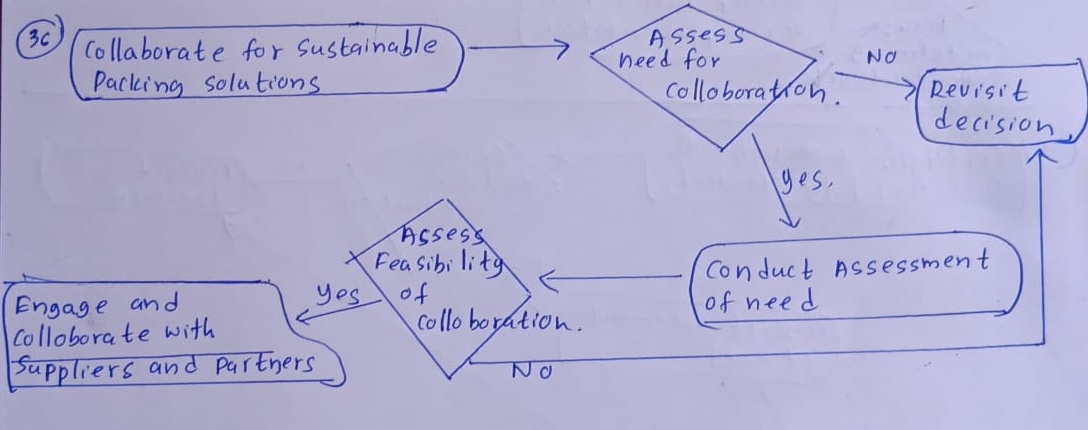 3c
Collaborate for Sustainable
Packing solutions
Assess
need for
colloboration.
NO
Revisit
decision
yes.
Conduct Assessment
of need
Assess
Feasibility
of
colloboration.
yes
Engage and
Colloborate with
Suppliers and Partners
NO